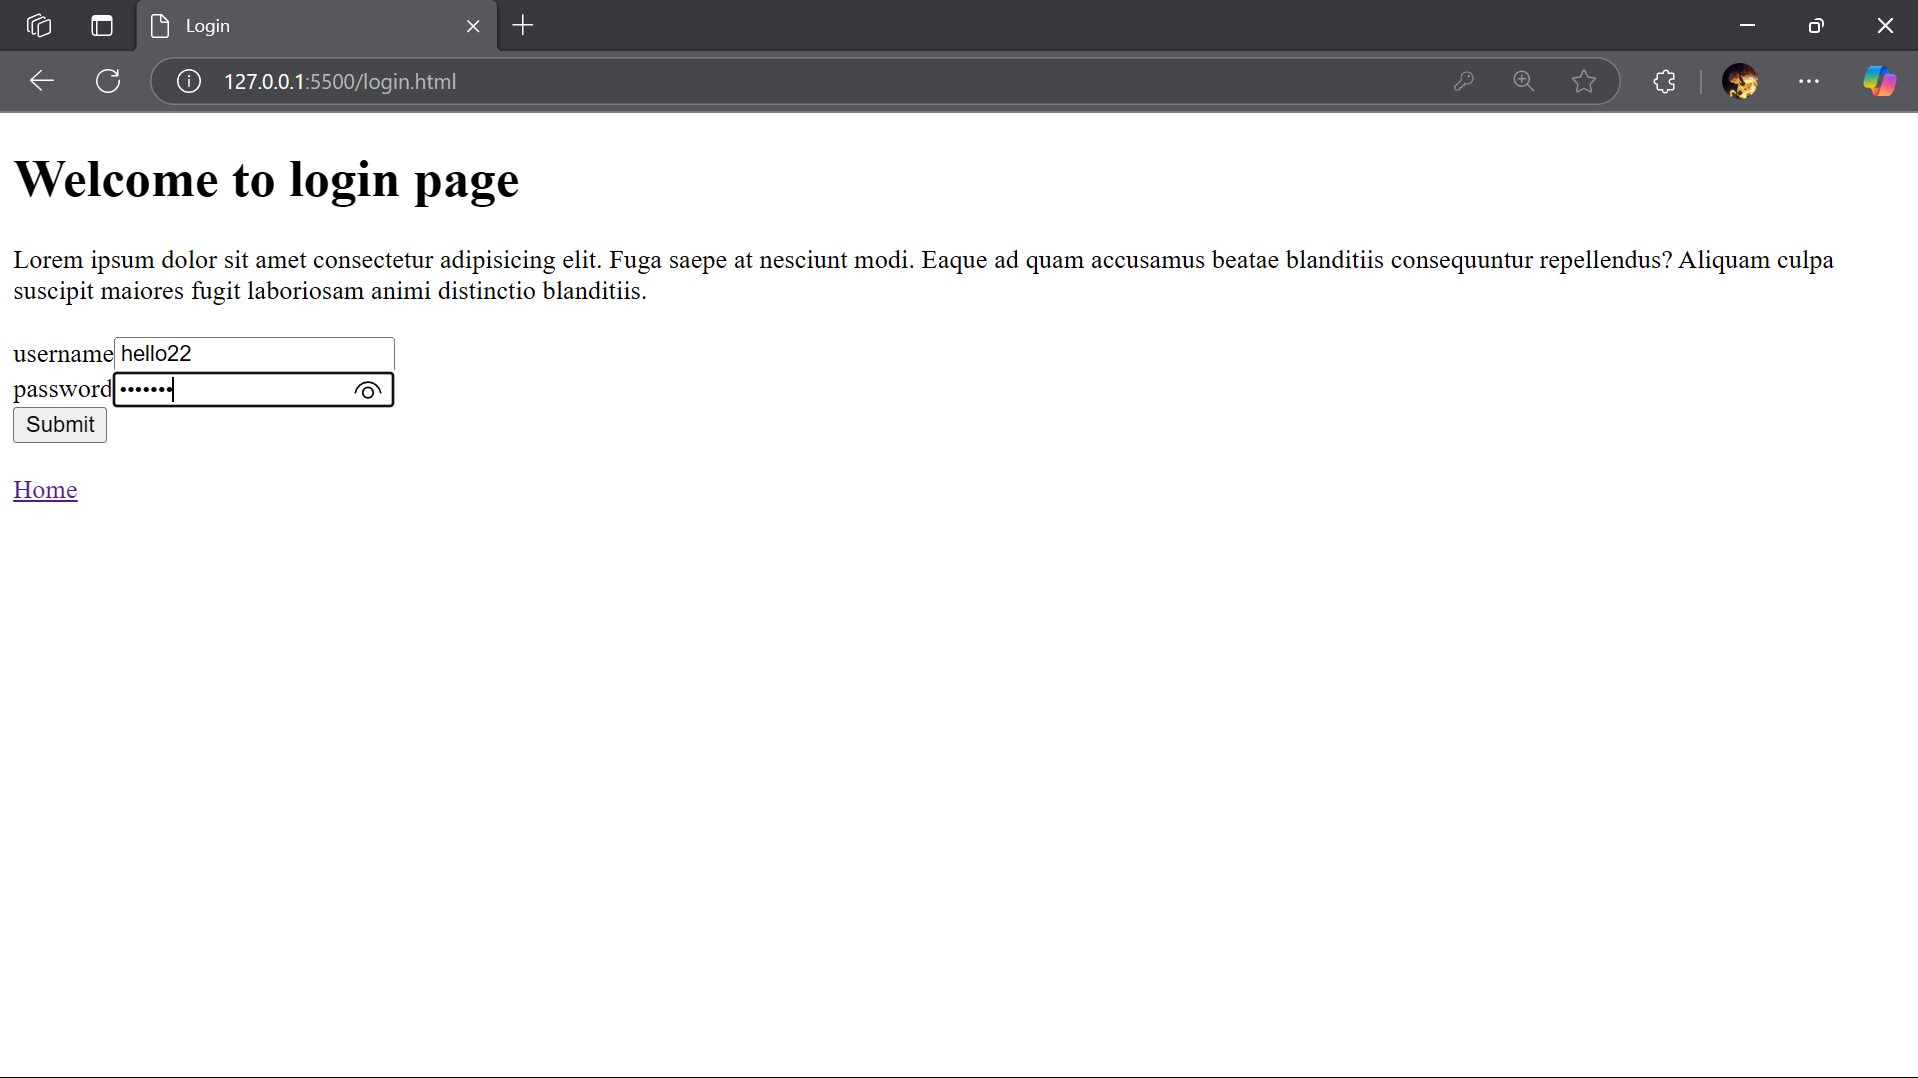 Login
127.0.0.1:5500/login.html
Welcome to login page
Lorem ipsum dolor sit amet consectetur adipisicing elit. Fuga saepe at nesciunt modi. Eaque ad quam accusamus beatae blanditiis consequuntur repellendus? Aliquam culpa
suscipit maiores fugit laboriosam animi distinctio blanditiis.
username hello22
password •••••••
Submit
Home